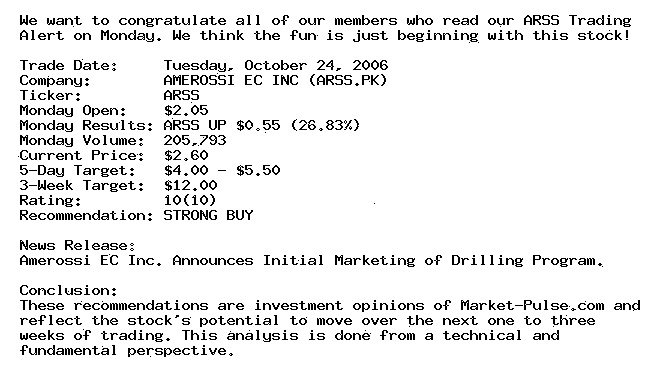 We want to congratulate all of our members who read our ARSS Trading
Alert on Monday. We think the fun is just beginning with this stock!
Trade Date: Tuesday, October 24, 2006
Company: AMEROSSI EC INC (ARSS.PK)
Ticker: ARSS
Monday Open: $2.05
Monday Results: ARSS UP $0.55 (26.83%)
Monday Volume: 205,793
Current Price: $2.60
5-Day Target: $4.00 - $5.50
3-Week Target: $12.00
Rating: 10(10)
Recommendation: STRONG BUY
News Release:
Amerossi EC Inc. Announces Initial Marketing of Drilling Program.
Conclusion:
These recommendations are investment opinions of Market-Pulse.com and
reflect the stock's potential to move over the next one to three
weeks of trading. This analysis is done from a technical and
fundamental perspective.